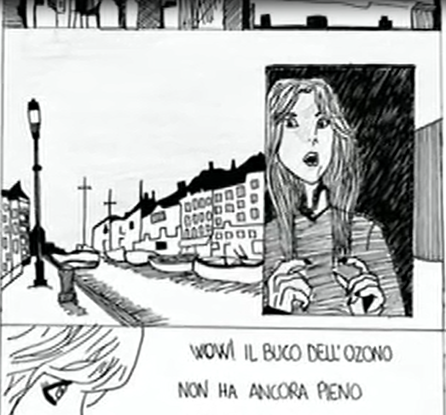 WOW! IL BUCO DELL'OZONO
NON HA ANCORA PIENO